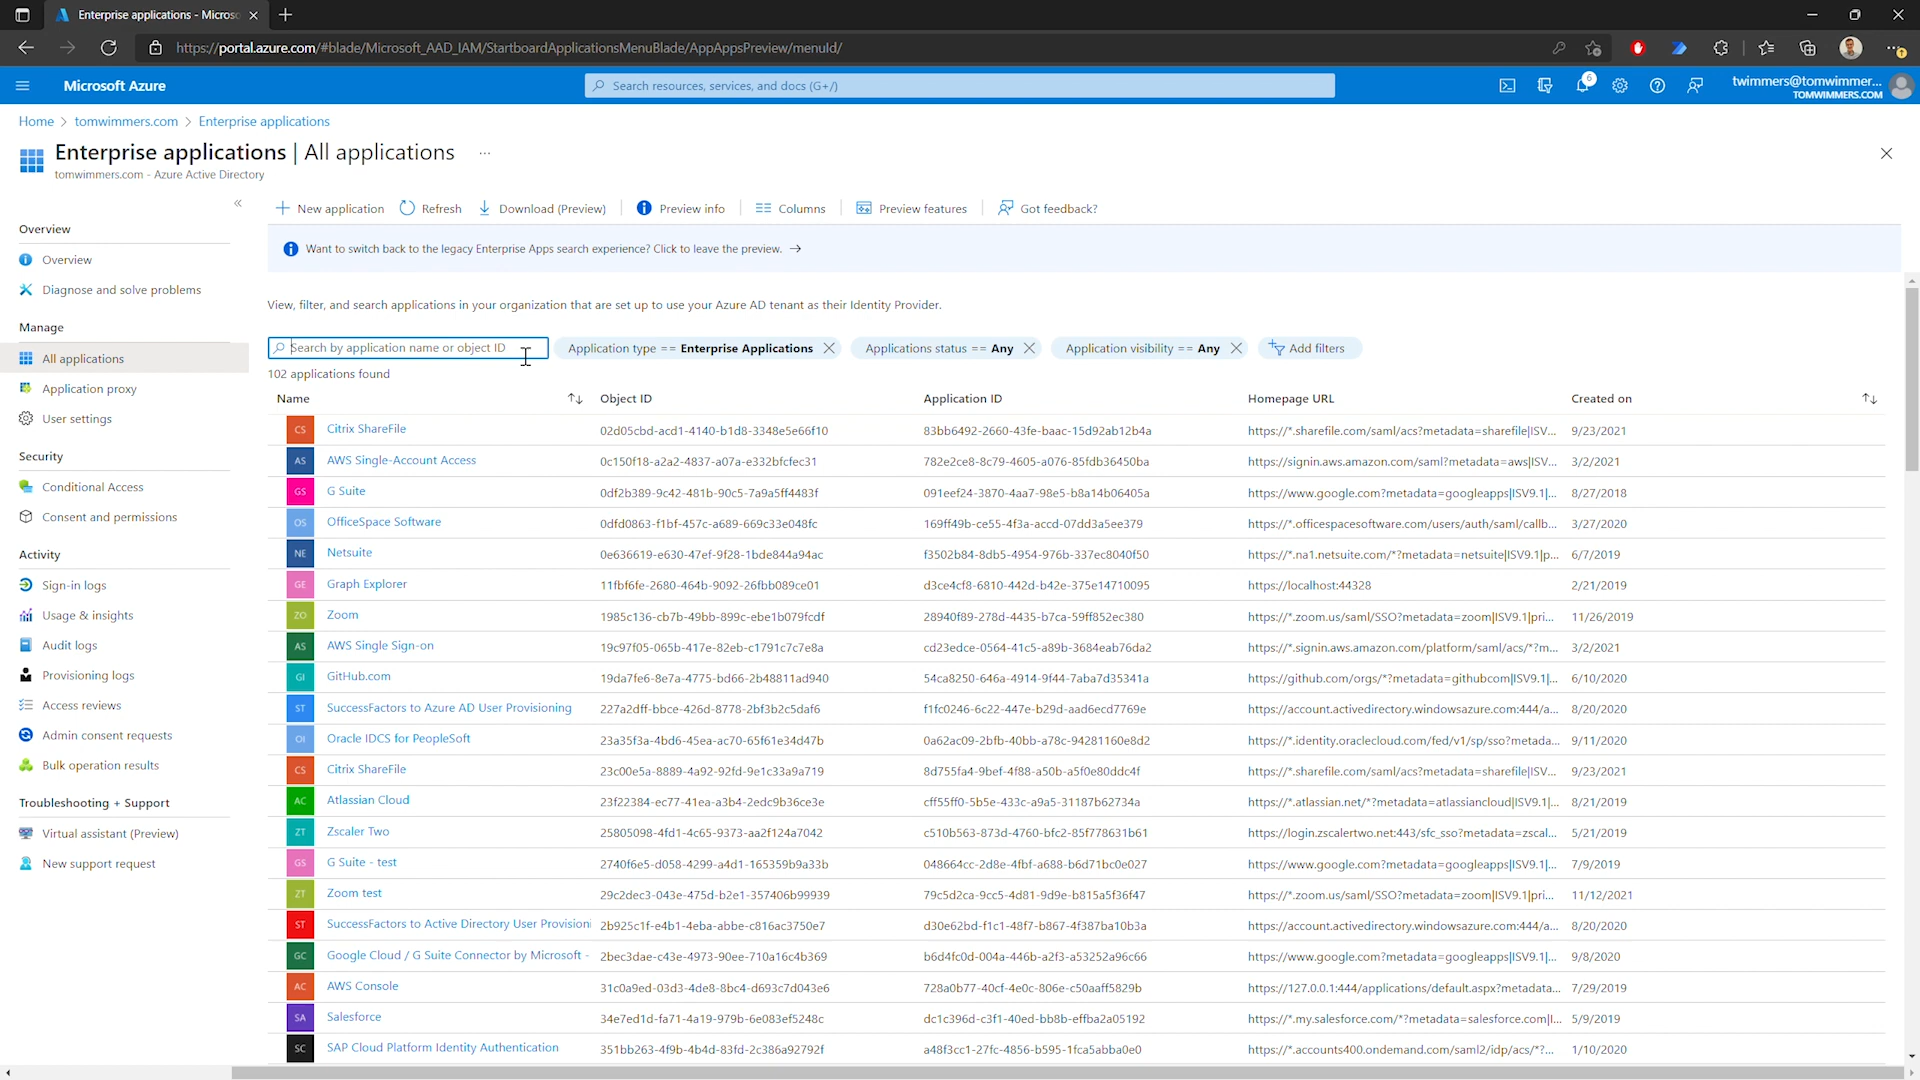 Enterprise applications - Microso
https://portal.azure.com/#blade/Microsoft_AAD_IAM/StartboardApplicationsMenuBlade/AppAppsPreview/menuId/
Microsoft Azure
Search resources, services, and docs (G+/)
6
twimmers@tomwimmer...
TOMWIMMERS.COM
Home > tomwimmers.com > Enterprise applications
Enterprise applications | All applications ...
tomwimmers.com - Azure Active Directory
New application Refresh Download (Preview) Preview info Columns Preview features Got feedback?
Want to switch back to the legacy Enterprise Apps search experience? Click to leave the preview. →
View, filter, and search applications in your organization that are set up to use your Azure AD tenant as their Identity Provider.
Overview
Overview
Diagnose and solve problems
Manage
All applications
Application proxy
User settings
Security
Conditional Access
Consent and permissions
Activity
Sign-in logs
Usage & insights
Audit logs
Provisioning logs
Access reviews
Admin consent requests
Bulk operation results
Troubleshooting + Support
Virtual assistant (Preview)
New support request
Search by application name or object ID
Application type == Enterprise Applications
Applications status == Any
Application visibility == Any
Add filters
102 applications found
Name Object ID Application ID Homepage URL Created on
CS Citrix ShareFile 02d05cbd-acd1-4140-b1d8-3348e5e66f10 83bb6492-2660-43fe-baac-15d92ab12b4a https://*.sharefile.com/saml/acs?metadata=sharefile|ISV... 9/23/2021
AS AWS Single-Account Access 0c150f18-a2a2-4837-a07a-e332bfcfec31 782e2ce8-8c79-4605-a076-85fdb36450ba https://signin.aws.amazon.com/saml?metadata=aws|ISV... 3/2/2021
GS G Suite 0df2b389-9c42-481b-90c5-7a9a5ff4483f 091eef24-3870-4aa7-98e5-b8a14b06405a https://www.google.com?metadata=googleapps|ISV9.1|... 8/27/2018
OS OfficeSpace Software 0dfd0863-f1bf-457c-a689-669c33e048fc 169ff49b-ce55-4f3a-accd-07dd3a5ee379 https://*.officespacesoftware.com/users/auth/saml/callb... 3/27/2020
NE Netsuite 0e636619-e630-47ef-9f28-1bde844a94ac f3502b84-8db5-4954-976b-337ec8040f50 https://*.na1.netsuite.com/*?metadata=netsuite|ISV9.1|p... 6/7/2019
GE Graph Explorer 11fbf6fe-2680-464b-9092-26fbb089ce01 d3ce4cf8-6810-442d-b42e-375e14710095 https://localhost:44328 2/21/2019
ZO Zoom 1985c136-cb7b-49bb-899c-ebe1b079fcdf 28940f89-278d-4435-b7ca-59ff852ec380 https://*.zoom.us/saml/SSO?metadata=zoom|ISV9.1|pri... 11/26/2019
AS AWS Single Sign-on 19c97f05-065b-417e-82eb-c1791c7c7e8a cd23edce-0564-41c5-a89b-3684eab76da2 https://*.signin.aws.amazon.com/platform/saml/acs/*?m... 3/2/2021
GI GitHub.com 19da7fe6-8e7a-4775-bd66-2b48811ad940 54ca8250-646a-4914-9f44-7aba7d35341a https://github.com/orgs/*?metadata=githubcom|ISV9.1|... 6/10/2020
ST SuccessFactors to Azure AD User Provisioning 227a2dff-bbce-426d-8778-2bf3b2c5daf6 f1fc0246-6c22-447e-b29d-aad6ecd7769e https://account.activedirectory.windowsazure.com:444/a... 8/20/2020
OI Oracle IDCS for PeopleSoft 23a35f3a-4bd6-45ea-ac70-65f61e34d47b 0a62ac09-2bfb-40bb-a78c-94281160e8d2 https://*.identity.oraclecloud.com/fed/v1/sp/sso?metada... 9/11/2020
CS Citrix ShareFile 23c00e5a-8889-4a92-92fd-9e1c33a9a719 8d755fa4-9bef-4f88-a50b-a5f0e80ddc4f https://*.sharefile.com/saml/acs?metadata=sharefile|ISV... 9/23/2021
AC Atlassian Cloud 23f22384-ec77-41ea-a3b4-2edc9b36ce3e cff55ff0-5b5e-433c-a9a5-31187b62734a https://*.atlassian.net/*?metadata=atlassiancloud|ISV9.1|... 8/21/2019
ZT Zscaler Two 25805098-4fd1-4c65-9373-aa2f124a7042 c510b563-873d-4760-bfc2-85f778631b61 https://login.zscalertwo.net:443/sfc_sso?metadata=zscal... 5/21/2019
GS G Suite - test 2740f6e5-d058-4299-a4d1-165359b9a33b 048664cc-2d8e-4fbf-a688-b6d71bc0e027 https://www.google.com?metadata=googleapps|ISV9.1|... 7/9/2019
ZT Zoom test 29c2dec3-043e-475d-b2e1-357406b99939 79c5d2ca-9cc5-4d81-9d9e-b815a5f36f47 https://*.zoom.us/saml/SSO?metadata=zoom|ISV9.1|pri... 11/12/2021
ST SuccessFactors to Active Directory User Provisioni 2b925c1f-e4b1-4eba-abbe-c816ac3750e7 d30e62bd-f1c1-48f7-b867-4f387ba10b3a https://account.activedirectory.windowsazure.com:444/a... 8/20/2020
GC Google Cloud / G Suite Connector by Microsoft - 2bec3dae-c43e-4973-90ee-710a16c4b369 b6d4fc0d-004a-446b-a2f3-a53252a96c66 https://www.google.com?metadata=googleapps|ISV9.1|... 9/8/2020
AC AWS Console 31c0a9ed-03d3-4de8-8bc4-d693c7d043e6 728a0b77-40cf-4e0c-806e-c50aaff5829b https://127.0.0.1:444/applications/default.aspx?metadata... 7/29/2019
SA Salesforce 34e7ed1d-fa71-4a19-979b-6e083ef5248c dc1c396d-c3f1-40ed-bb8b-effba2a05192 https://*.my.salesforce.com/*?metadata=salesforce.com|I... 5/9/2019
SC SAP Cloud Platform Identity Authentication 351bb263-4f9b-4b4d-83fd-2c386a92792f a48f3cc1-27fc-4856-b595-1fca5abba0e0 https://*.accounts400.ondemand.com/saml2/idp/acs/*?... 1/10/2020